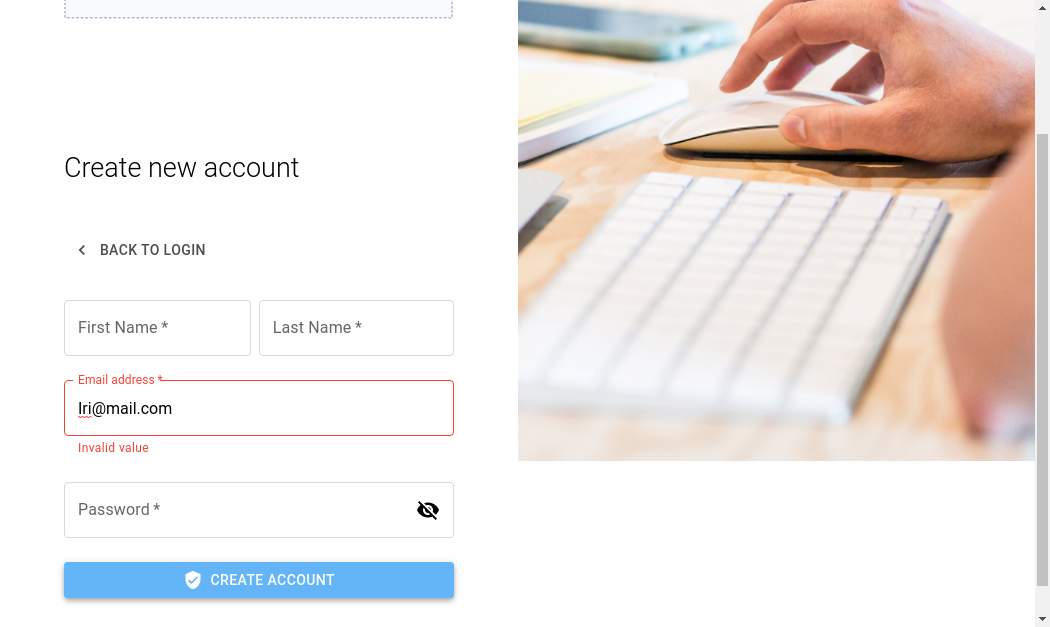 Create new account
BACK TO LOGIN
First Name *
Last Name *
Email address *
Iri@mail.com
Invalid value
Password *
CREATE ACCOUNT